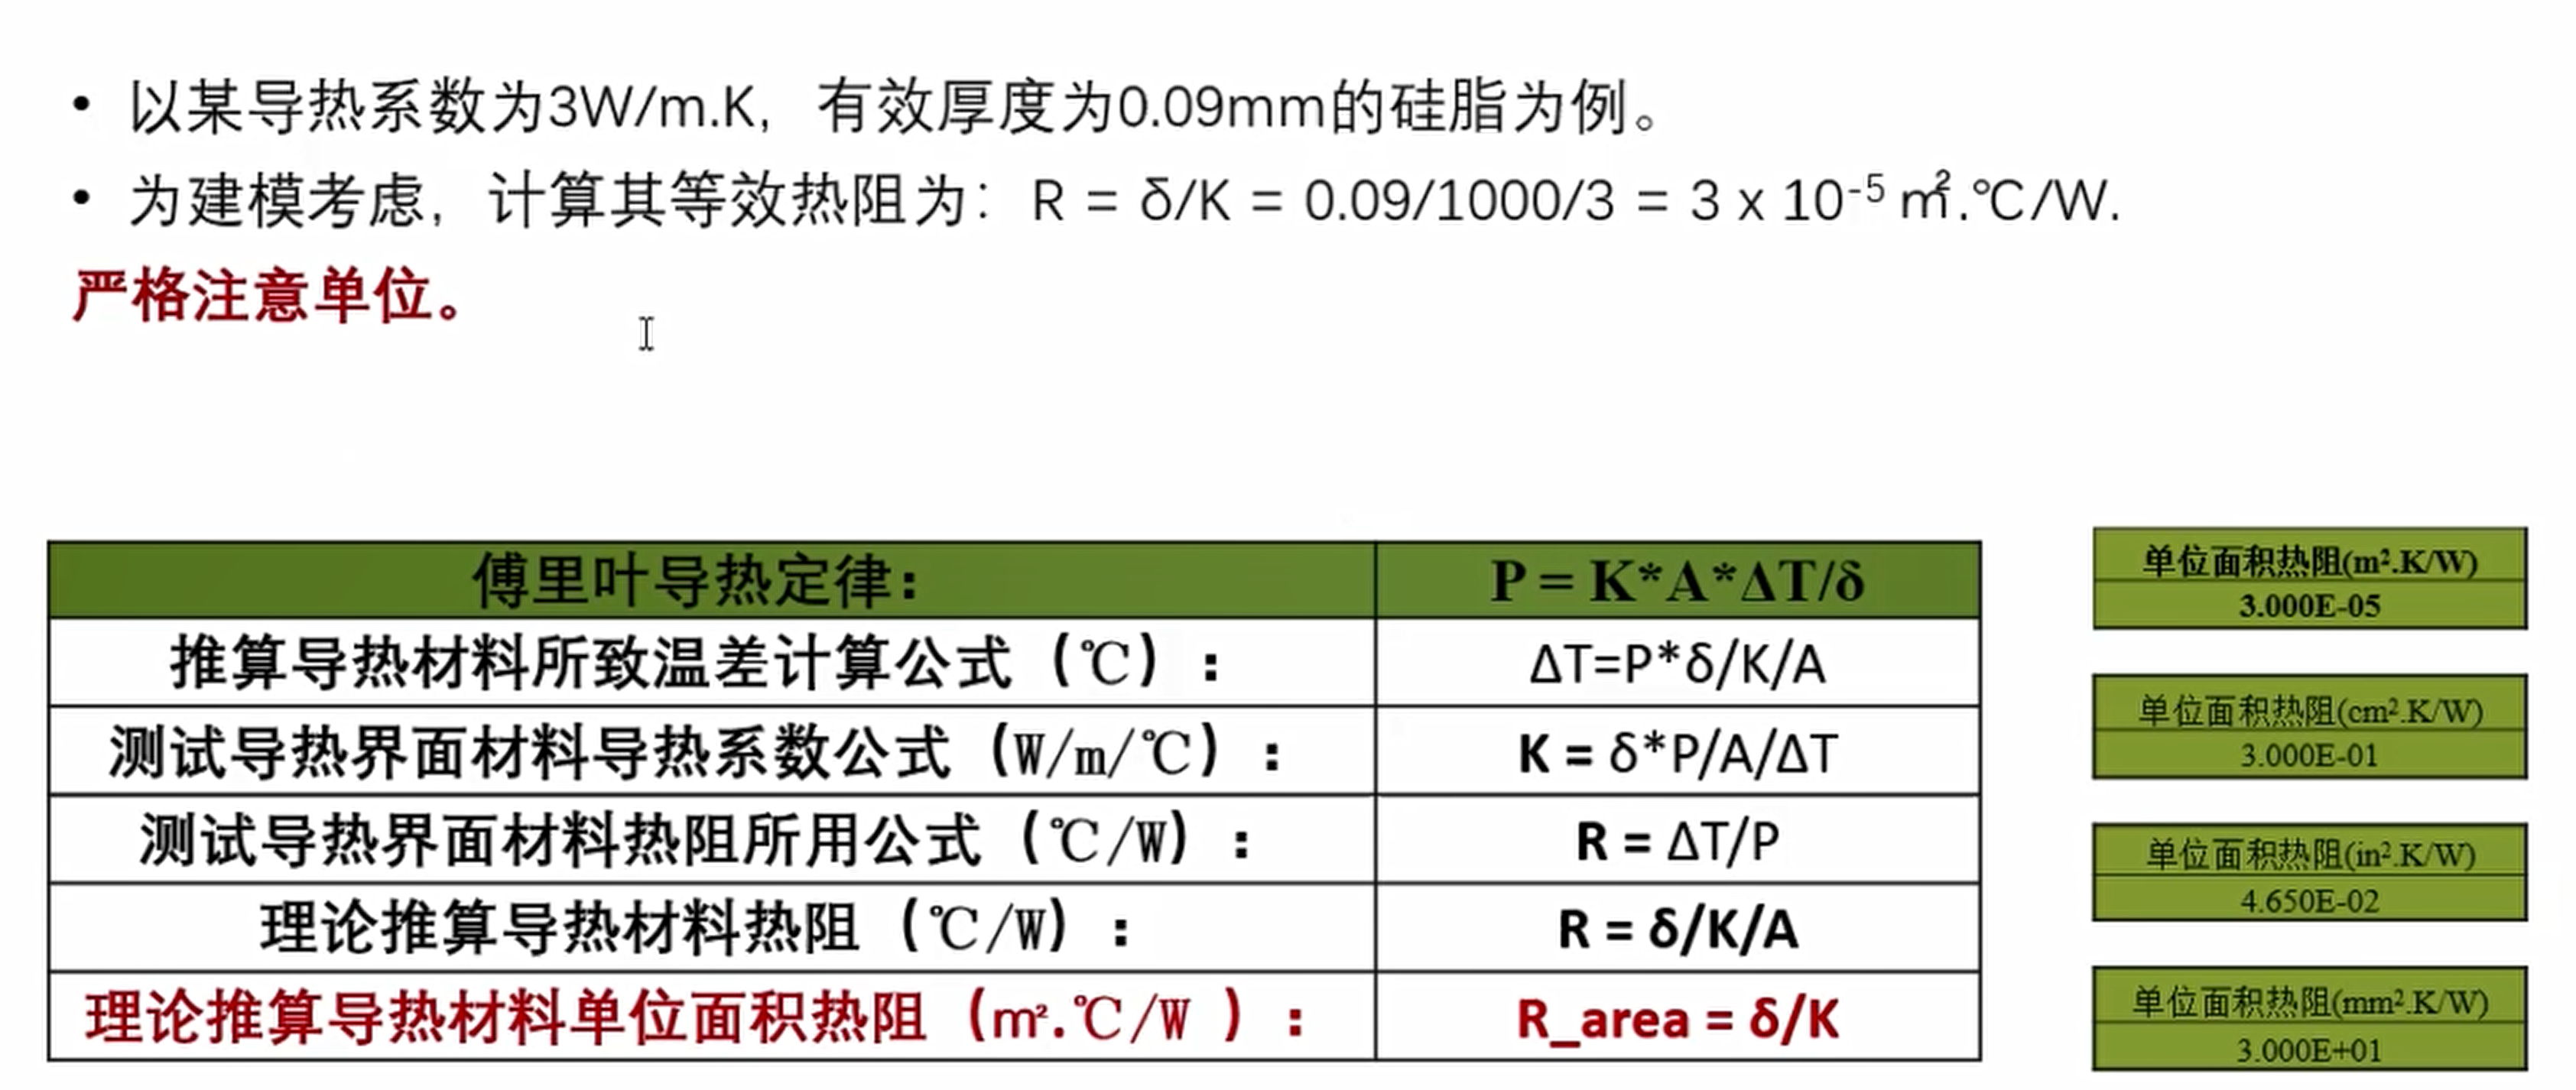 • 以某导热系数为3W/m.K,有效厚度为0.09mm的硅脂为例。
• 为建模考虑,计算其等效热阻为:R = δ/K = 0.09/1000/3 = 3 x 10⁻⁵ ㎡.℃/W.
严格注意单位。
傅里叶导热定律: P = K*A*ΔT/δ
推算导热材料所致温差计算公式(℃): ΔT=P*δ/K/A
测试导热界面材料导热系数公式(W/m/℃): K = δ*P/A/ΔT
测试导热界面材料热阻所用公式(℃/W): R = ΔT/P
理论推算导热材料热阻(℃/W): R = δ/K/A
理论推算导热材料单位面积热阻(m².℃/W ): R_area = δ/K
单位面积热阻(m².K/W)
3.000E-05
单位面积热阻(cm².K/W)
3.000E-01
单位面积热阻(in².K/W)
4.650E-02
单位面积热阻(mm².K/W)
3.000E+01